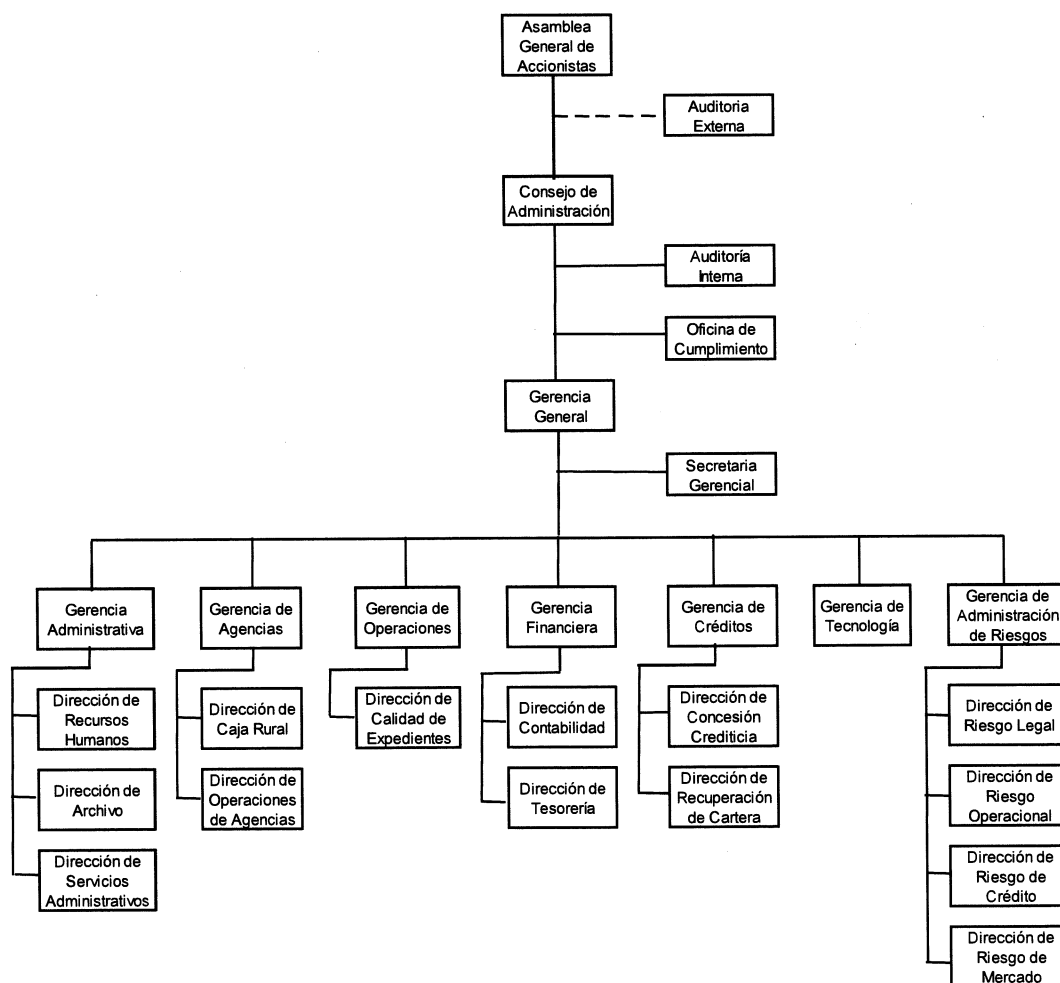 Asamblea
General de
Accionistas
Auditoria
Externa
Consejo de
Administración
Auditoría
Interna
Oficina de
Cumplimiento
Gerencia
General
Secretaria
Gerencial
Gerencia
Administrativa
Gerencia de
Agencias
Gerencia de
Operaciones
Gerencia
Financiera
Gerencia de
Créditos
Gerencia de
Tecnología
Gerencia de
Administración
de Riesgos
Dirección de
Recursos
Humanos
Dirección de
Archivo
Dirección de
Servicios
Administrativos
Dirección de
Caja Rural
Dirección de
Operaciones
de Agencias
Dirección de
Calidad de
Expedientes
Dirección de
Contabilidad
Dirección de
Tesorería
Dirección de
Concesión
Crediticia
Dirección de
Recuperación
de Cartera
Dirección de
Riesgo Legal
Dirección de
Riesgo
Operacional
Dirección de
Riesgo de
Crédito
Dirección de
Riesgo de
Mercado